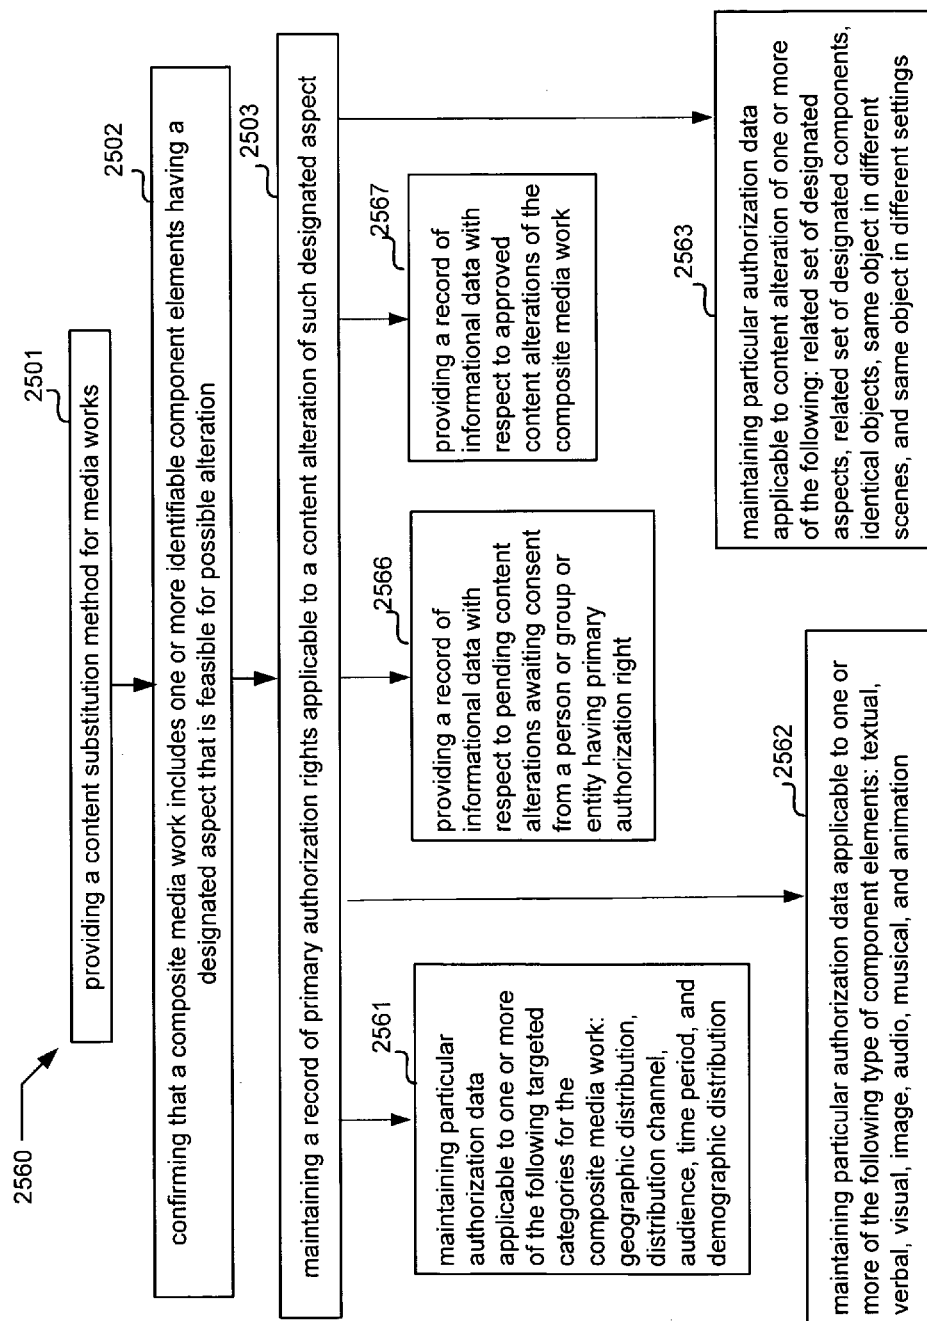 2560
2501
providing a content substitution method for media works
2502
confirming that a composite media work includes one or more identifiable component elements having a
designated aspect that is feasible for possible alteration
2503
maintaining a record of primary authorization rights applicable to a content alteration of such designated aspect
2561
maintaining particular
authorization data
applicable to one or more
of the following targeted
categories for the
composite media work:
geographic distribution,
distribution channel,
audience, time period, and
demographic distribution
2566
providing a record of
informational data with
respect to pending content
alterations awaiting consent
from a person or group or
entity having primary
authorization right
2567
providing a record of
informational data with
respect to approved
content alterations of the
composite media work
2562
maintaining particular authorization data applicable to one or
more of the following type of component elements: textual,
verbal, visual, image, audio, musical, and animation
2563
maintaining particular authorization data
applicable to content alteration of one or more
of the following: related set of designated
aspects, related set of designated components,
identical objects, same object in different
scenes, and same object in different settings